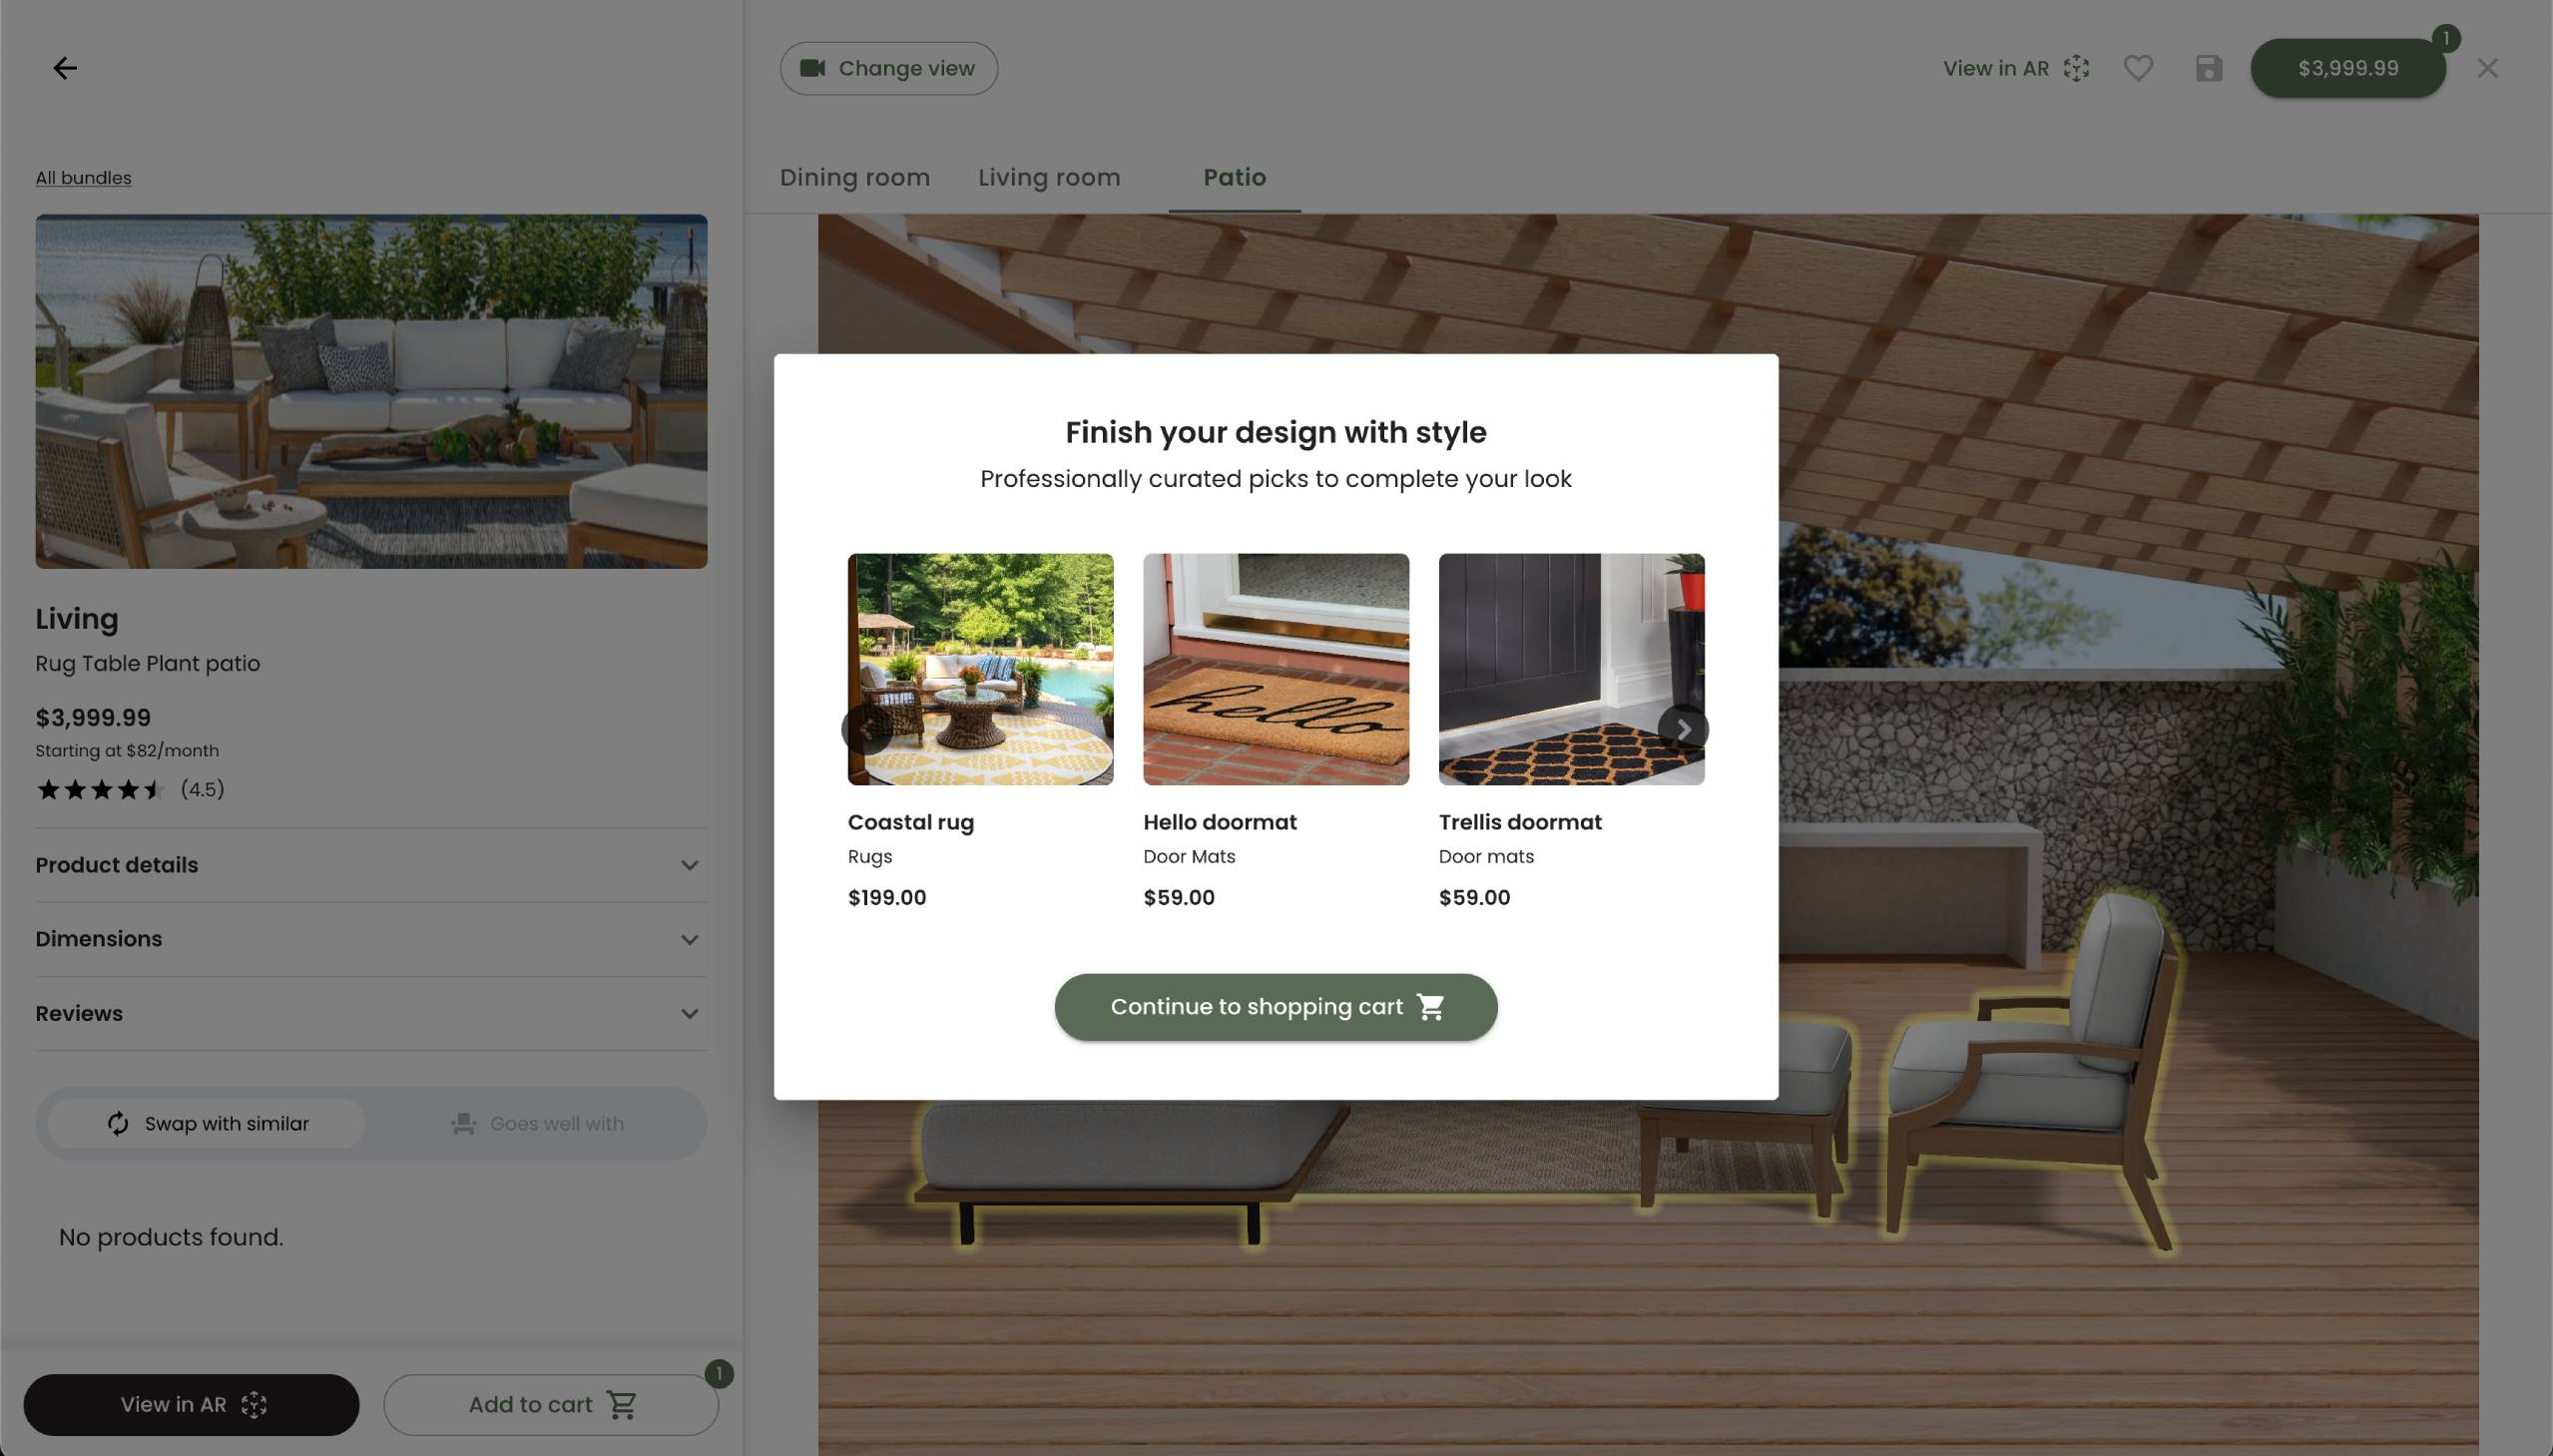 Change view
View in AR
$3,999.99
1
All bundles
Dining room
Living room
Patio
Living
Rug Table Plant patio
$3,999.99
Starting at $82/month
(4.5)
Product details
Dimensions
Reviews
Swap with similar
Goes well with
No products found.
View in AR
Add to cart
1
Finish your design with style
Professionally curated picks to complete your look
hello
Coastal rug
Rugs
$199.00
Hello doormat
Door Mats
$59.00
Trellis doormat
Door mats
$59.00
Continue to shopping cart